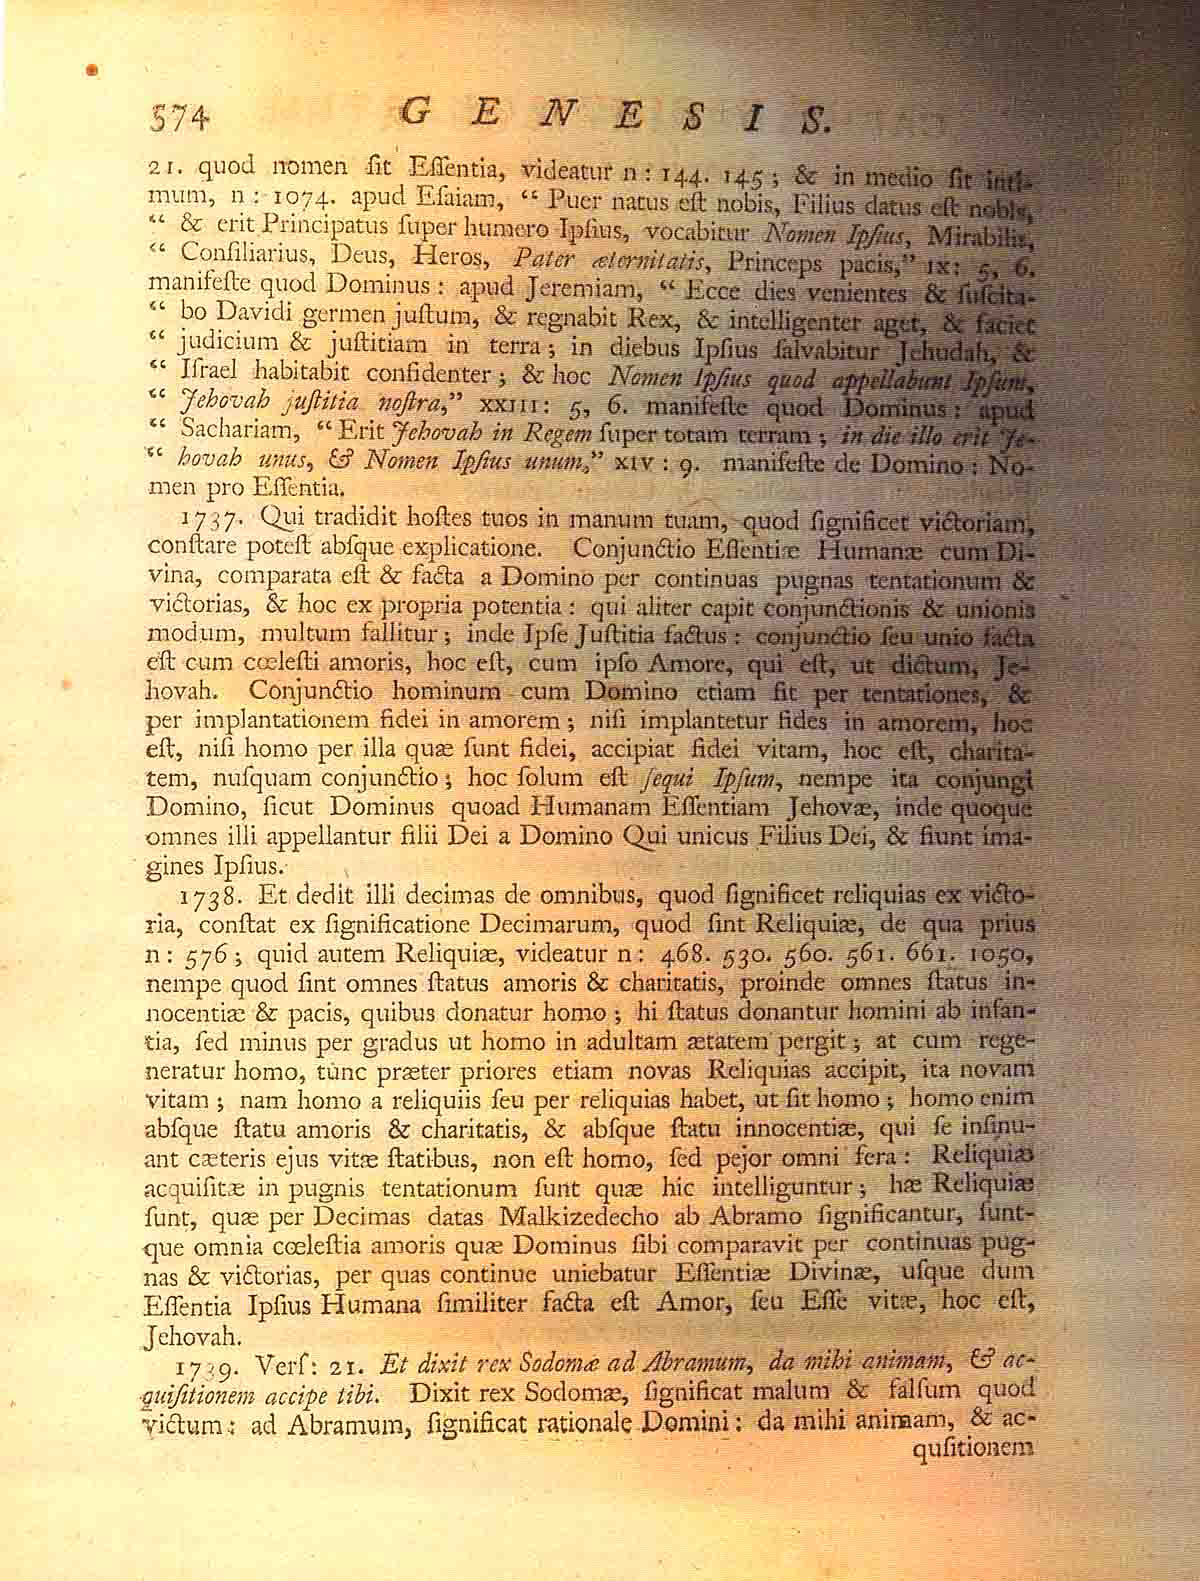 574 GENESIS.
21. quod nomen ſit Eſſentia, videatur n: 144. 145; & in medio ſit inti-
mum, n: 1074. apud Eſaiam, “ Puer natus eſt nobis, Filius datus eſt nobis,
“ & erit Principatus ſuper humero Ipſius, vocabitur Nomen Ipſius, Mirabilis,
“ Conſiliarius, Deus, Heros, Pater æternitatis, Princeps pacis,” IX: 5, 6.
manifeſte quod Dominus: apud Jeremiam, “ Ecce dies venientes & ſuſcita-
“ bo Davidi germen juſtum, & regnabit Rex, & intelligenter aget, & faciet
“ judicium & juſtitiam in terra; in diebus Ipſius ſalvabitur Jehudah, &
“ Iſrael habitabit confidenter; & hoc Nomen Ipſius quod appellabunt Ipſum,
“ Jehovah juſtitia noſtra,” XXIII: 5, 6. manifeſte quod Dominus: apud
“ Sachariam, “ Erit Jehovah in Regem ſuper totam terram; in die illo erit Je-
“ hovah unus, & Nomen Ipſius unum,” XIV: 9. manifeſte de Domino: No-
men pro Eſſentia.
1737. Qui tradidit hoſtes tuos in manum tuam, quod ſignificet victoriam,
conſtare poteſt abſque explicatione. Conjunctio Eſſentiæ Humanæ cum Di-
vina, comparata eſt & facta a Domino per continuas pugnas tentationum &
victorias, & hoc ex propria potentia: qui aliter capit conjunctionis & unionis
modum, multum fallitur; inde Ipſe Juſtitia factus: conjunctio ſeu unio facta
eſt cum cœleſti amoris, hoc eſt, cum ipſo Amore, qui eſt, ut dictum, Je-
hovah. Conjunctio hominum cum Domino etiam fit per tentationes, &
per implantationem fidei in amorem; niſi implantetur fides in amorem, hoc
eſt, niſi homo per illa quæ ſunt fidei, accipiat fidei vitam, hoc eſt, charita-
tem, nuſquam conjunctio; hoc ſolum eſt ſequi Ipſum, nempe ita conjungi
Domino, ſicut Dominus quoad Humanam Eſſentiam Jehovæ, inde quoque
omnes illi appellantur filii Dei a Domino Qui unicus Filius Dei, & fiunt ima-
gines Ipſius.
1738. Et dedit illi decimas de omnibus, quod ſignificet reliquias ex victo-
ria, conſtat ex ſignificatione Decimarum, quod ſint Reliquiæ, de qua prius
n: 576; quid autem Reliquiæ, videatur n: 468. 530. 560. 561. 661. 1050,
nempe quod ſint omnes ſtatus amoris & charitatis, proinde omnes ſtatus in-
nocentiæ & pacis, quibus donatur homo; hi ſtatus donantur homini ab infan-
tia, ſed minus per gradus ut homo in adultam ætatem pergit; at cum rege-
neratur homo, tunc præter priores etiam novas Reliquias accipit, ita novam
vitam; nam homo a reliquiis ſeu per reliquias habet, ut ſit homo; homo enim
abſque ſtatu amoris & charitatis, & abſque ſtatu innocentiæ, qui ſe inſinu-
ant cæteris ejus vitæ ſtatibus, non eſt homo, ſed pejor omni fera: Reliquiæ
acquiſitæ in pugnis tentationum ſunt quæ hic intelliguntur; hæ Reliquiæ
ſunt, quæ per Decimas datas Malkizedecho ab Abramo ſignificantur, ſunt-
que omnia cœleſtia amoris quæ Dominus ſibi comparavit per continuas pug-
nas & victorias, per quas continue uniebatur Eſſentiæ Divinæ, uſque dum
Eſſentia Ipſius Humana ſimiliter facta eſt Amor, ſeu Eſſe vitæ, hoc eſt,
Jehovah.
1739. Verſ: 21. Et dixit rex Sodomæ ad Abramum, da mihi animam, & ac-
quiſitionem accipe tibi. Dixit rex Sodomæ, ſignificat malum & falſum quod
victum: ad Abramum, ſignificat rationale Domini: da mihi animam, & ac-
quſitionem